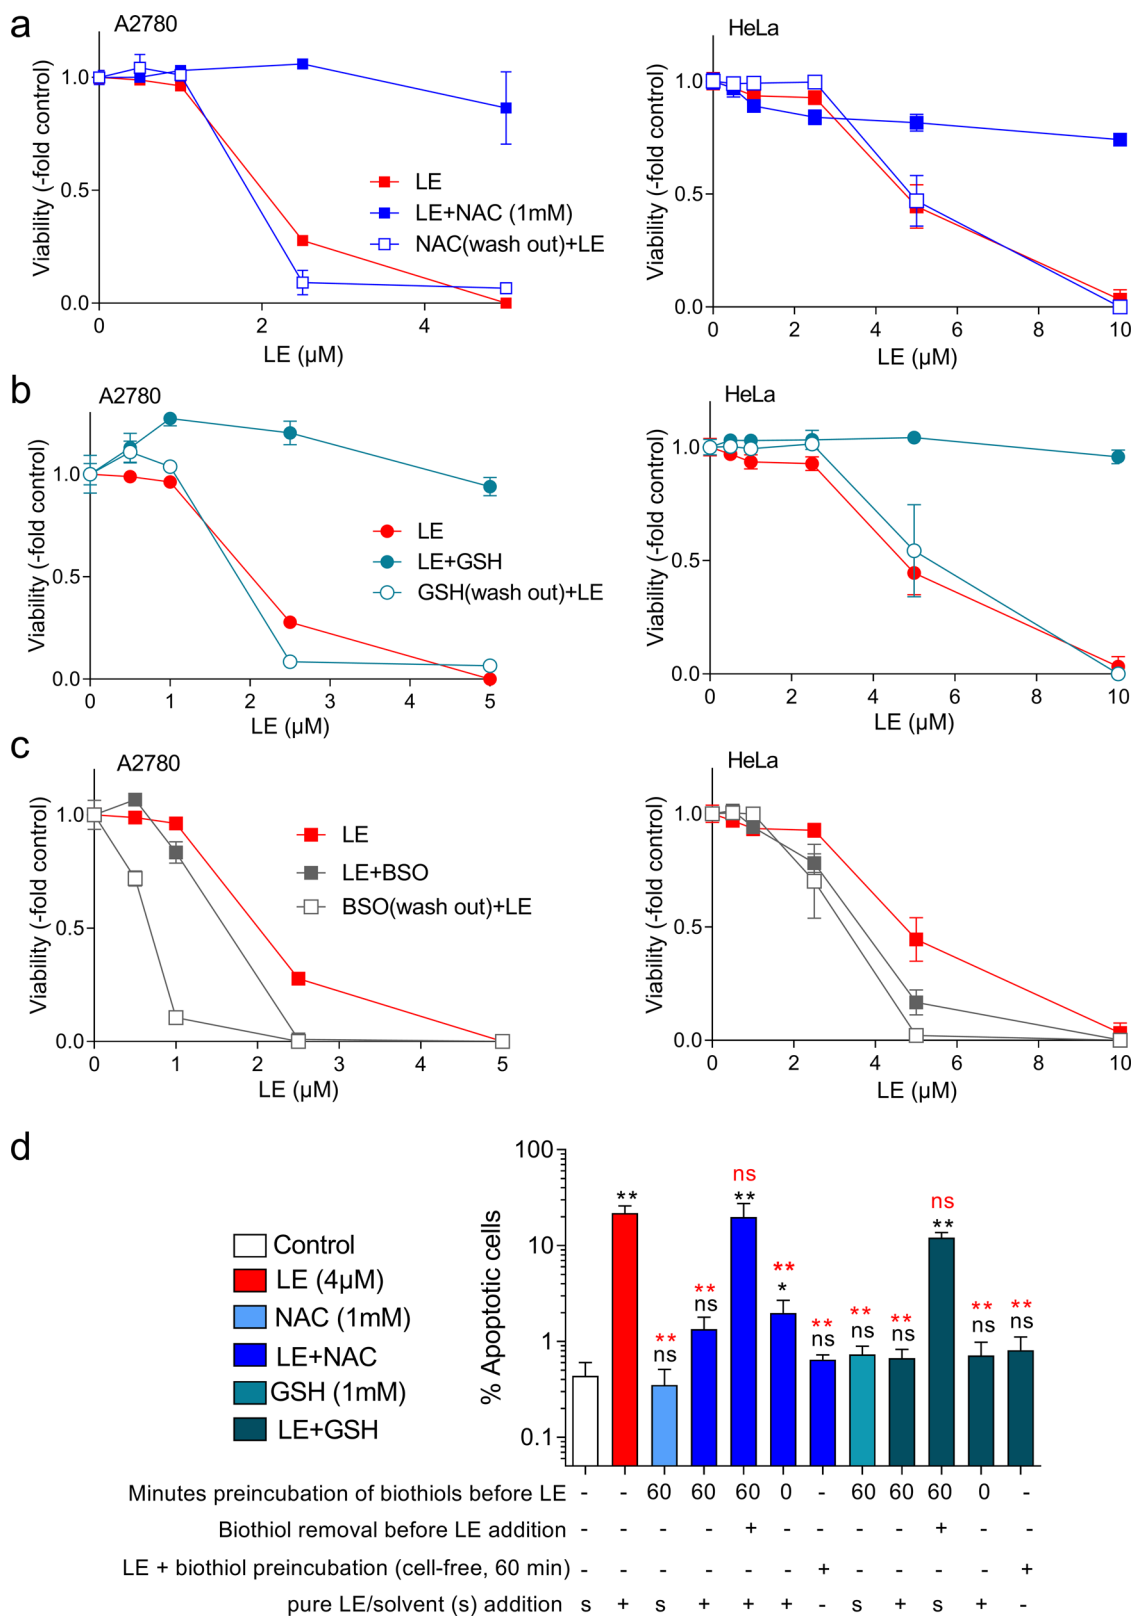 a
A2780
HeLa
Viability (-fold control)
1.0
0.5
0.0
0 2 4
LE (µM)
LE
LE+NAC (1mM)
NAC(wash out)+LE
Viability (-fold control)
1.0
0.5
0.0
0 2 4 6 8 10
LE (µM)
b
A2780
HeLa
Viability (-fold control)
1.0
0.5
0.0
0 1 2 3 4 5
LE (µM)
LE
LE+GSH
GSH(wash out)+LE
Viability (-fold control)
1.0
0.5
0.0
0 2 4 6 8 10
LE (µM)
c
A2780
HeLa
Viability (-fold control)
1.0
0.5
0.0
0 1 2 3 4 5
LE (µM)
LE
LE+BSO
BSO(wash out)+LE
Viability (-fold control)
1.0
0.5
0.0
0 2 4 6 8 10
LE (µM)
d
Control
LE (4µM)
NAC (1mM)
LE+NAC
GSH (1mM)
LE+GSH
% Apoptotic cells
100
10
1
0.1
** ** ns ** ns ns ** ** * ** ns ** ns ** ns ns ** ** ns ** ns
Minutes preincubation of biothiols before LE - - 60 60 60 0 - 60 60 60 0 -
Biothiol removal before LE addition - - - - + - - - - + - -
LE + biothiol preincubation (cell-free, 60 min) - - - - - - + - - - - +
pure LE/solvent (s) addition s + s + + + - s + s + -